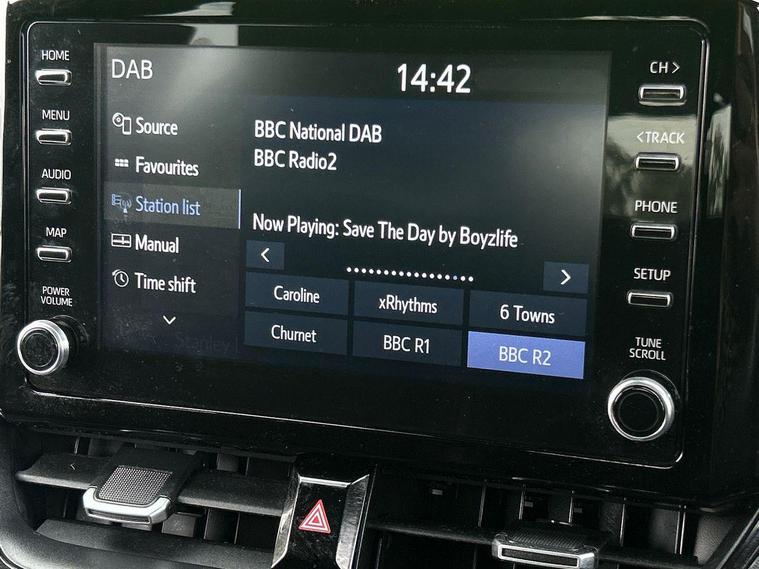 HOME
MENU
AUDIO
MAP
POWER
VOLUME
DAB
14:42
Source
Favourites
Station list
Manual
Time shift
BBC National DAB
BBC Radio2
Now Playing: Save The Day by Boyzlife
< >
Caroline xRhythms 6 Towns
Churnet BBC R1 BBC R2
CH >
< TRACK
PHONE
SETUP
TUNE
SCROLL